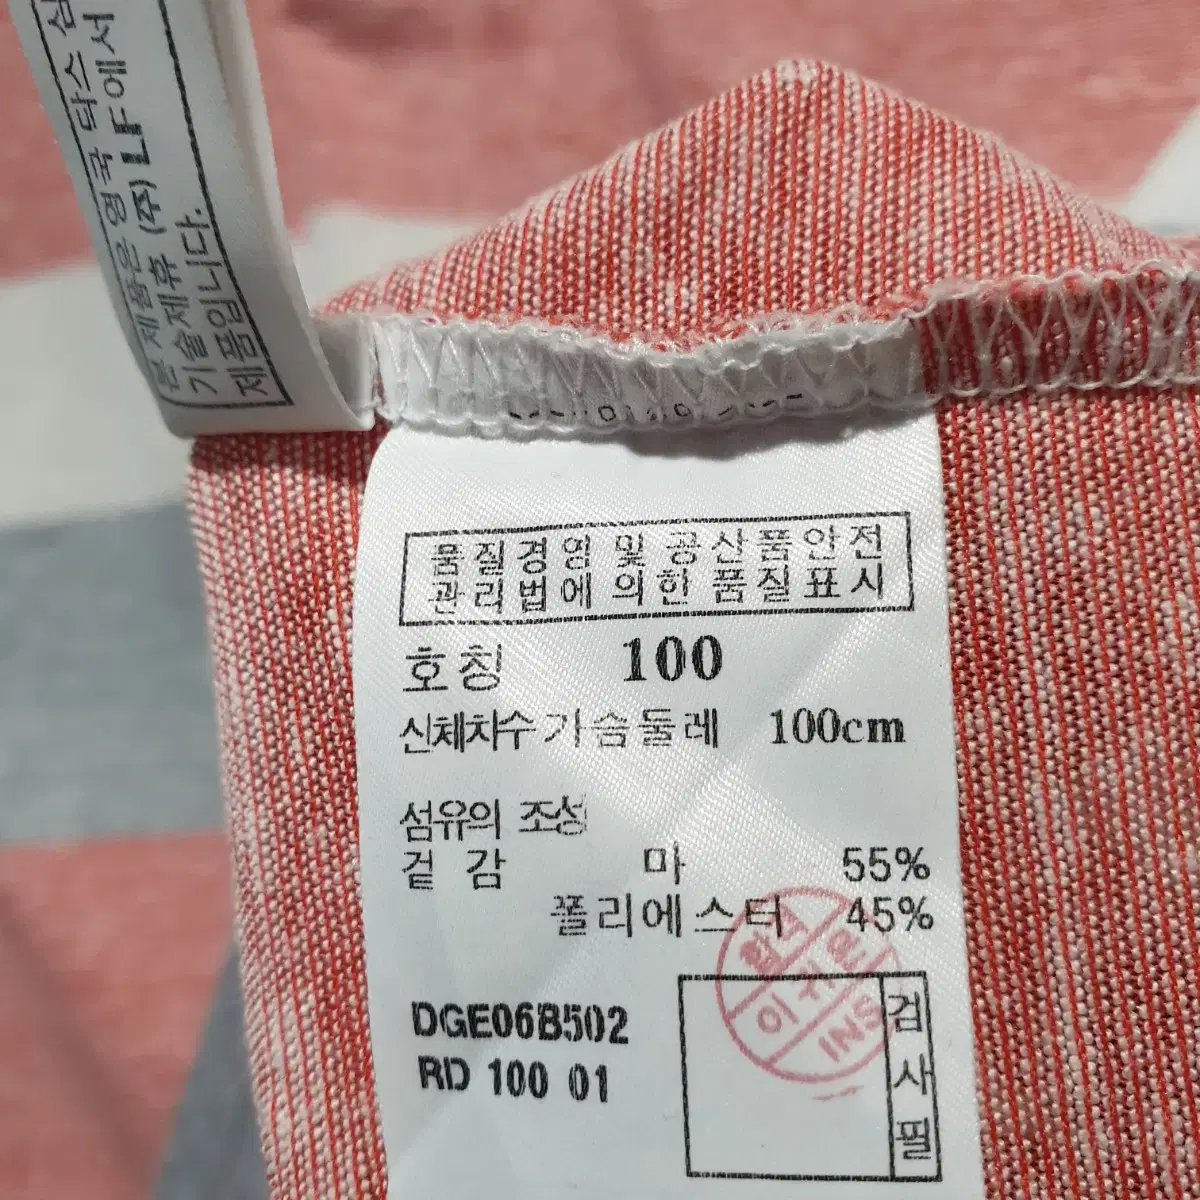 본 제품은 영국 닥스 심
기술제휴 (주) LF에서
제품입니다.
품질경영 및 공산품안전
관리법에 의한 품질표시
호칭 100
신체치수 가슴둘레 100cm
섬유의 조성
겉감 마 55%
폴리에스터 45%
DGE06B502
RD 100 01
검사필
INS